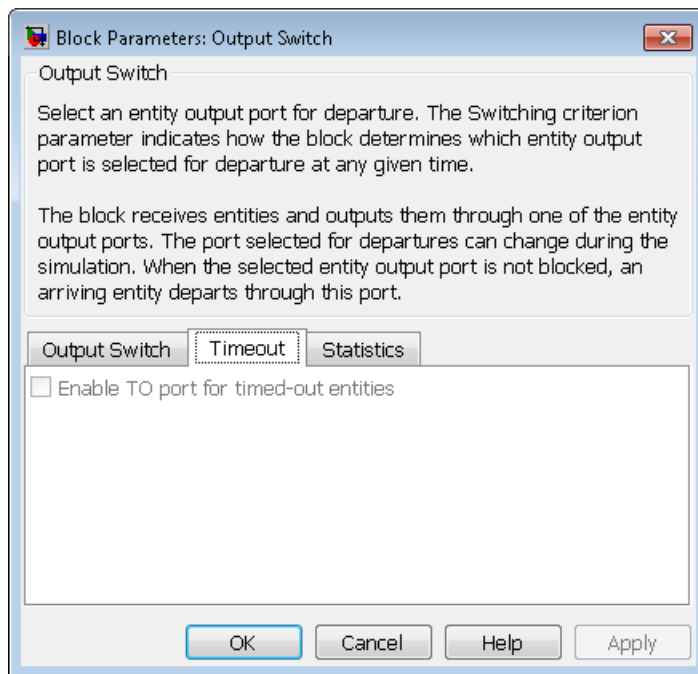 Block Parameters: Output Switch
Output Switch
Select an entity output port for departure. The Switching criterion
parameter indicates how the block determines which entity output
port is selected for departure at any given time.
The block receives entities and outputs them through one of the entity
output ports. The port selected for departures can change during the
simulation. When the selected entity output port is not blocked, an
arriving entity departs through this port.
Output Switch Timeout Statistics
Enable TO port for timed-out entities
OK Cancel Help Apply